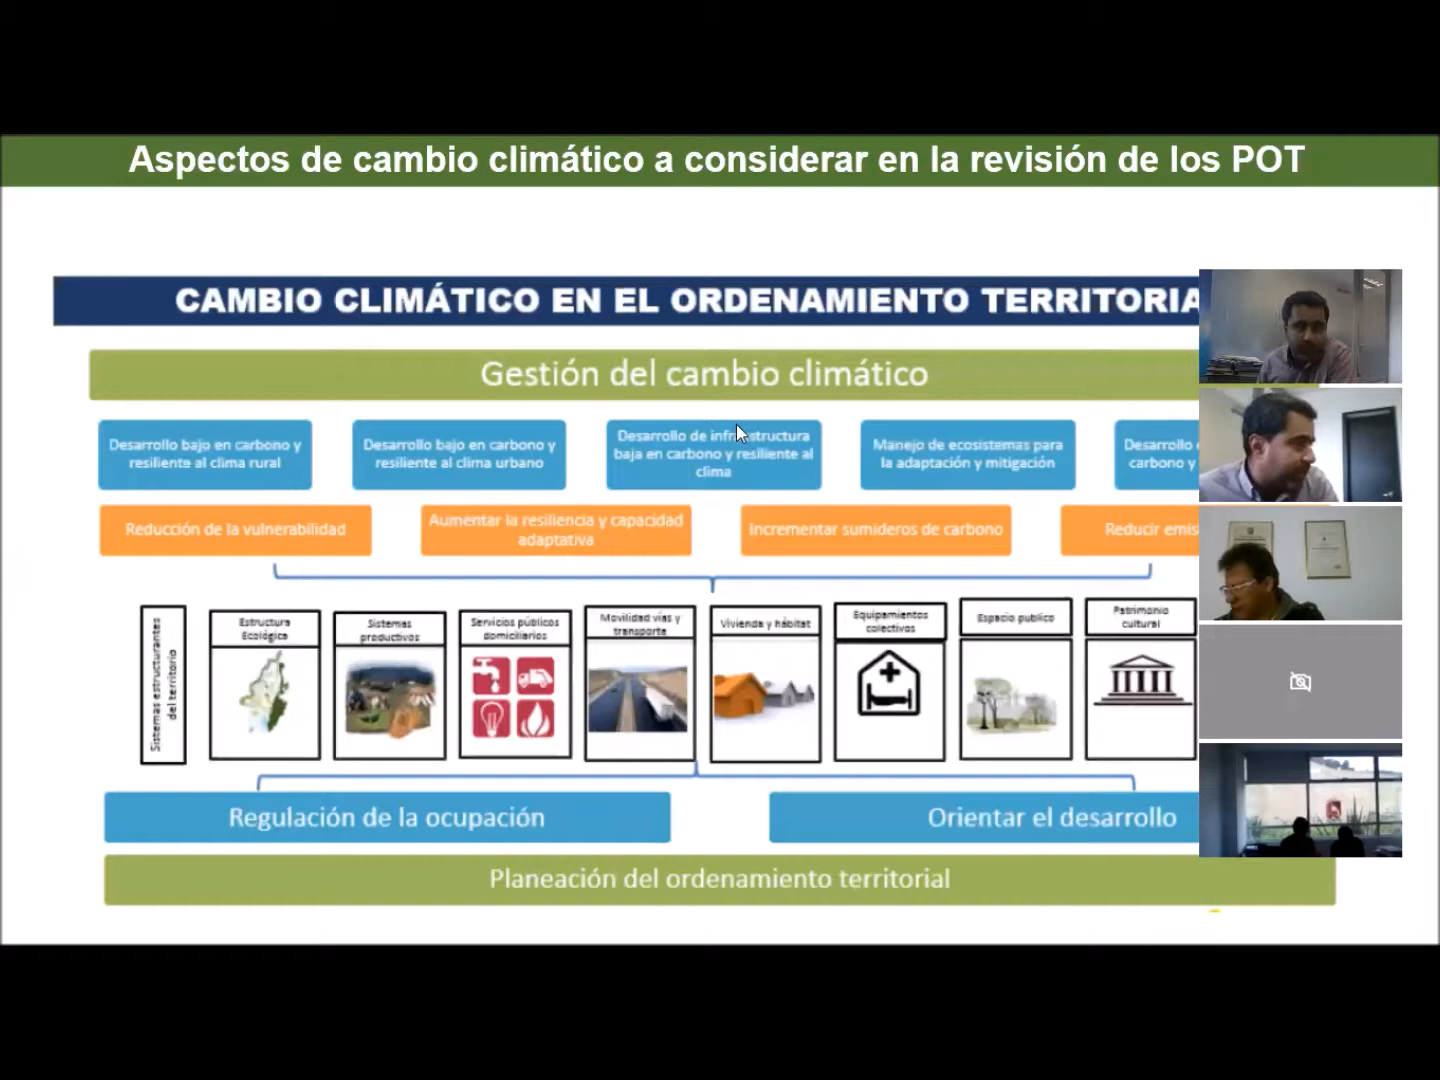 Aspectos de cambio climático a considerar en la revisión de los POT
CAMBIO CLIMÁTICO EN EL ORDENAMIENTO TERRITORIA
Gestión del cambio climático
Desarrollo bajo en carbono y
resiliente al clima rural
Desarrollo bajo en carbono y
resiliente al clima urbano
Desarrollo de infraestructura
baja en carbono y resiliente al
clima
Manejo de ecosistemas para
la adaptación y mitigación
Desarrollo
carbono y
Reducción de la vulnerabilidad
Aumentar la resiliencia y capacidad
adaptativa
Incrementar sumideros de carbono
Reducir emis
Sistemas estructurantes
del territorio
Estructura
Ecológica
Sistemas
productivos
Servicios públicos
domiciliarios
Movilidad vías y
transporte
Vivienda y hábitat
Equipamientos
colectivos
Espacio publico
Patrimonio
cultural
Regulación de la ocupación
Orientar el desarrollo
Planeación del ordenamiento territorial